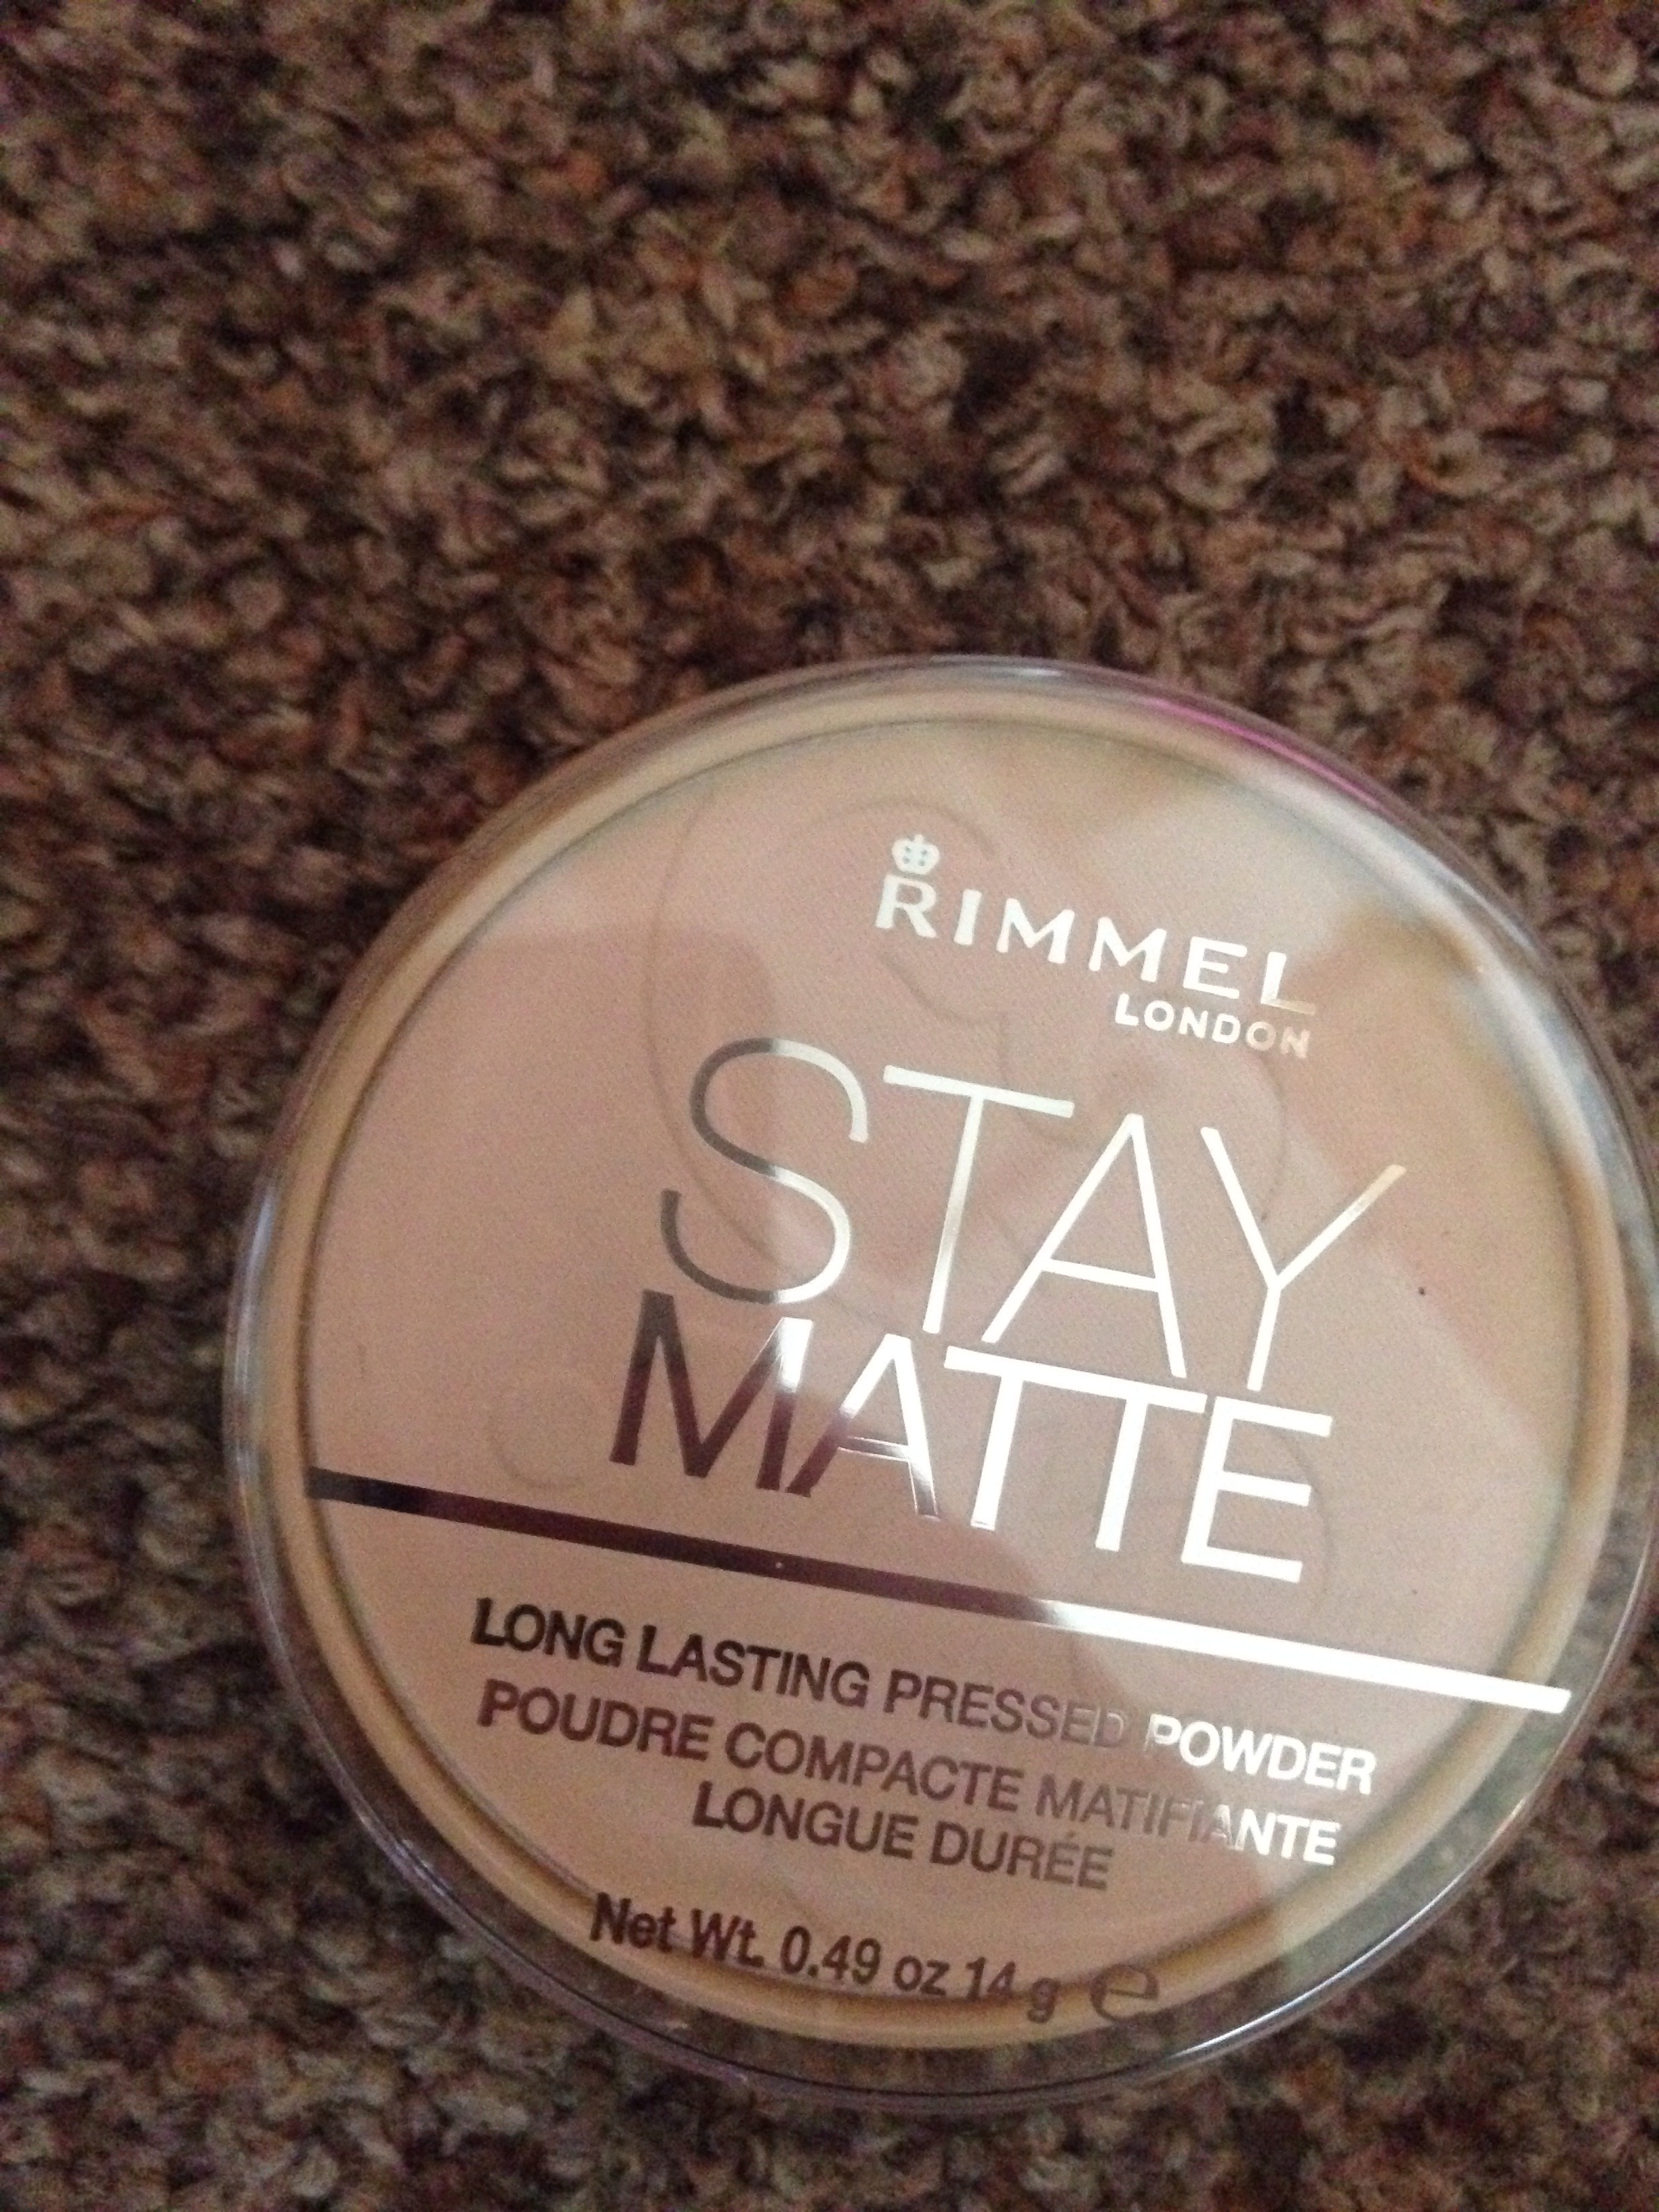 RIMMEL
LONDON
STAY
MATTE
LONG LASTING PRESSED POWDER
POUDRE COMPACTE MATIFIANTE
LONGUE DURÉE
Net Wt. 0.49 oz 14 g ℮